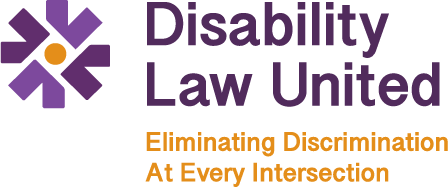 Disability
Law United
Eliminating Discrimination
At Every Intersection